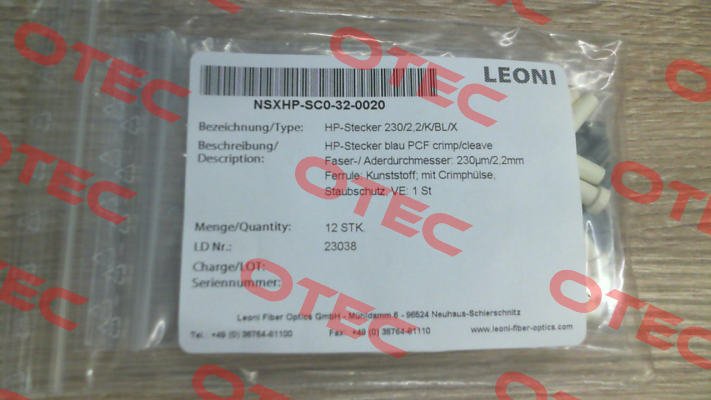 LEONI
NSXHP-SC0-32-0020
Bezeichnung/Type: HP-Stecker 230/2,2/K/BL/X
Beschreibung/ HP-Stecker blau PCF crimp/cleave
Description: Faser-/ Aderdurchmesser: 230µm/2,2mm
Ferrule: Kunststoff; mit Crimphülse,
Staubschutz, VE: 1 St
Menge/Quantity: 12 STK.
LD Nr.: 23038
Charge/LOT:
Seriennummer:
Leoni Fiber Optics GmbH - Mühldamm 6 - 96524 Neuhaus-Schierschnitz
Tel.: +49 (0) 36764-81100 Fax: +49 (0) 36764-81110 www.leoni-fiber-optics.com
OTEC
OTEC
OTEC
OTEC
OTEC
OTEC
OTEC
OTEC
OTEC